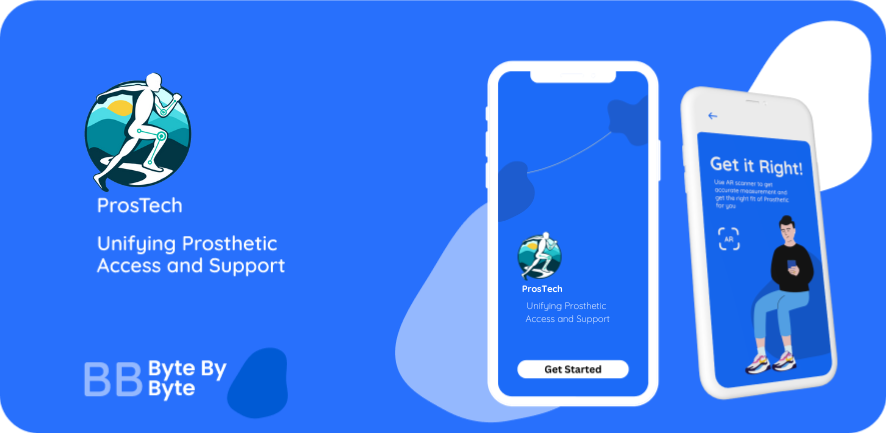 ProsTech
Unifying Prosthetic
Access and Support
BB
Byte By
Byte
ProsTech
Unifying Prosthetic
Access and Support
Get Started
Get it Right!
Use AR scanner to get
accurate measurement and
get the right fit of Prosthetic
for you
AR